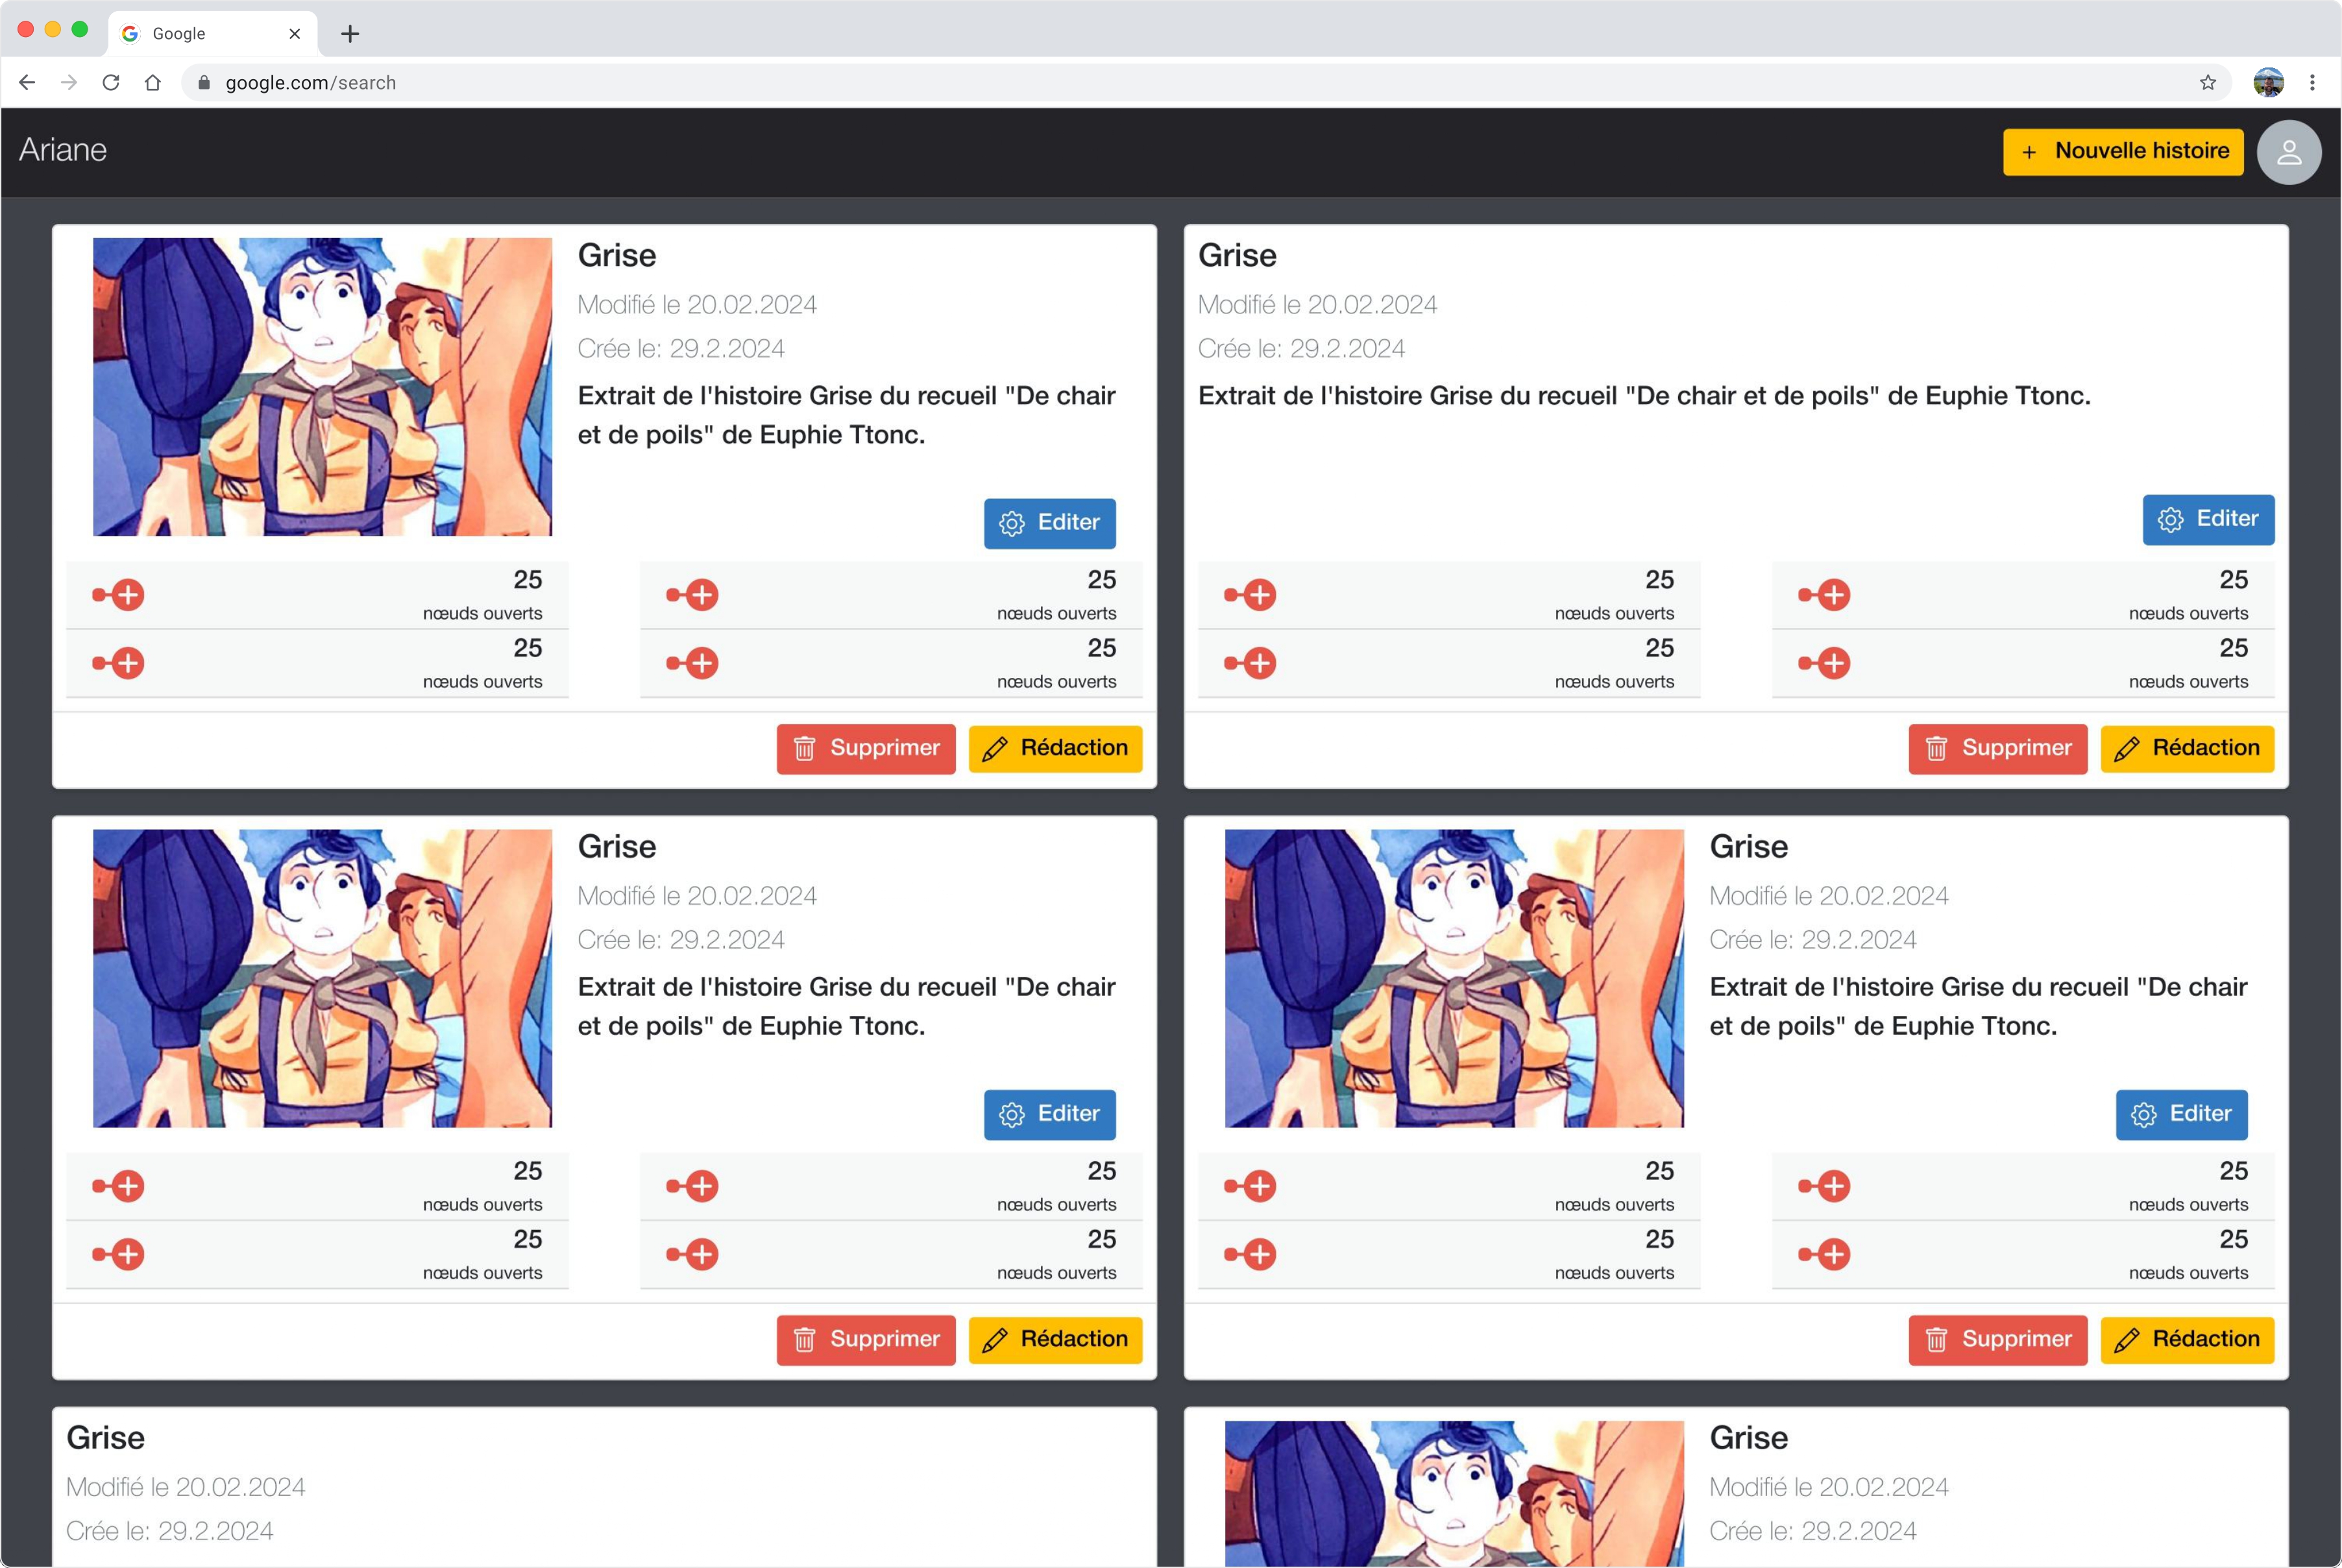 Google
google.com/search
Ariane
Nouvelle histoire
Grise
Modifié le 20.02.2024
Crée le: 29.2.2024
Extrait de l'histoire Grise du recueil "De chair
et de poils" de Euphie Ttonc.
Editer
25
nœuds ouverts
25
nœuds ouverts
25
nœuds ouverts
25
nœuds ouverts
Supprimer
Rédaction
Grise
Modifié le 20.02.2024
Crée le: 29.2.2024
Extrait de l'histoire Grise du recueil "De chair et de poils" de Euphie Ttonc.
Editer
25
nœuds ouverts
25
nœuds ouverts
25
nœuds ouverts
25
nœuds ouverts
Supprimer
Rédaction
Grise
Modifié le 20.02.2024
Crée le: 29.2.2024
Extrait de l'histoire Grise du recueil "De chair
et de poils" de Euphie Ttonc.
Editer
25
nœuds ouverts
25
nœuds ouverts
25
nœuds ouverts
25
nœuds ouverts
Supprimer
Rédaction
Grise
Modifié le 20.02.2024
Crée le: 29.2.2024
Extrait de l'histoire Grise du recueil "De chair
et de poils" de Euphie Ttonc.
Editer
25
nœuds ouverts
25
nœuds ouverts
25
nœuds ouverts
25
nœuds ouverts
Supprimer
Rédaction
Grise
Modifié le 20.02.2024
Crée le: 29.2.2024
Grise
Modifié le 20.02.2024
Crée le: 29.2.2024